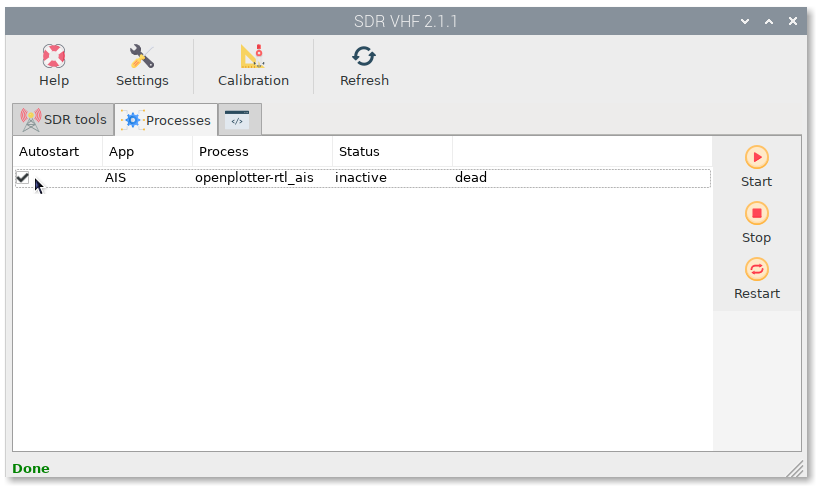 SDR VHF 2.1.1
Help Settings Calibration Refresh
SDR tools Processes </>
Autostart App Process Status
AIS openplotter-rtl_ais inactive dead
Start
Stop
Restart
Done